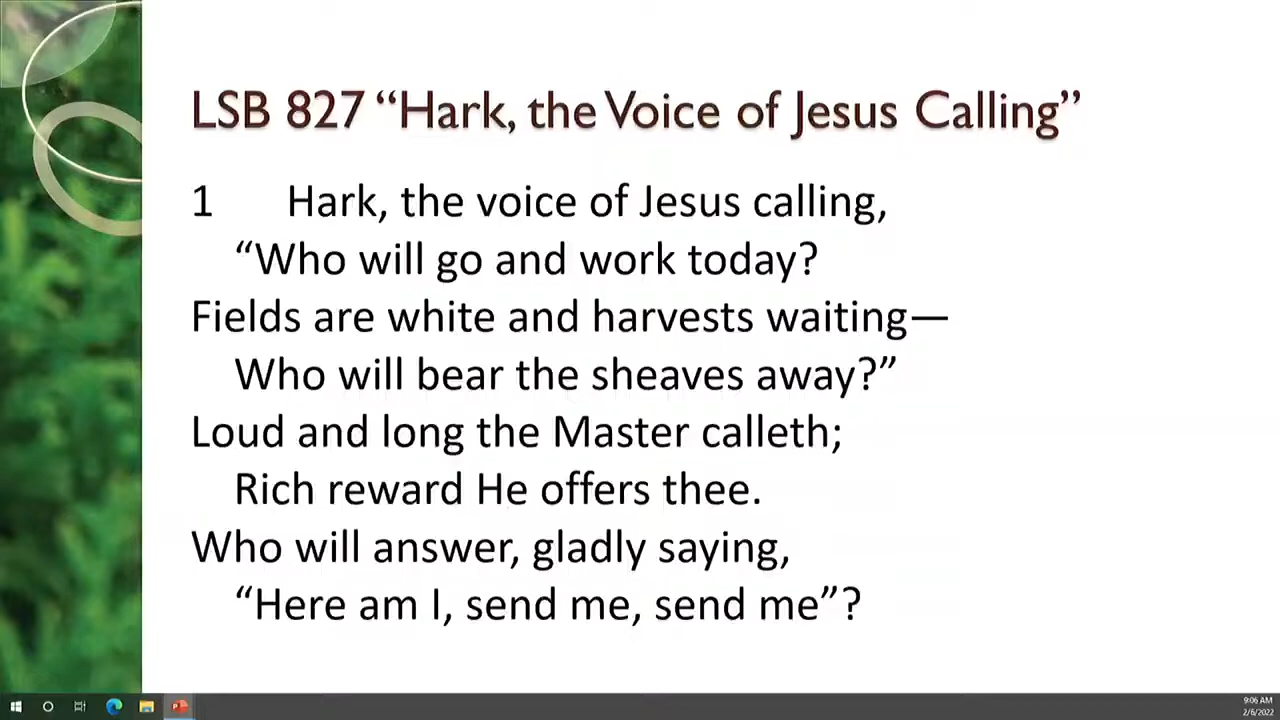 LSB 827 “Hark, the Voice of Jesus Calling”
1 Hark, the voice of Jesus calling,
“Who will go and work today?
Fields are white and harvests waiting—
Who will bear the sheaves away?”
Loud and long the Master calleth;
Rich reward He offers thee.
Who will answer, gladly saying,
“Here am I, send me, send me”?
9:06 AM
2/6/2022